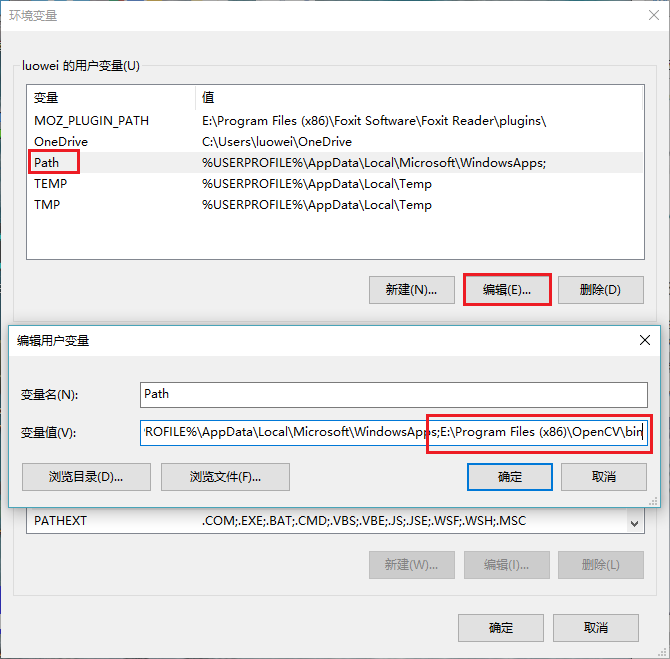 环境变量
luowei 的用户变量(U)
变量 值
MOZ_PLUGIN_PATH E:\Program Files (x86)\Foxit Software\Foxit Reader\plugins\
OneDrive C:\Users\luowei\OneDrive
Path %USERPROFILE%\AppData\Local\Microsoft\WindowsApps;
TEMP %USERPROFILE%\AppData\Local\Temp
TMP %USERPROFILE%\AppData\Local\Temp
新建(N)... 编辑(E)... 删除(D)
编辑用户变量
变量名(N): Path
变量值(V): ROFILE%\AppData\Local\Microsoft\WindowsApps;E:\Program Files (x86)\OpenCV\bin
浏览目录(D)... 浏览文件(F)... 确定 取消
PATHEXT .COM;.EXE;.BAT;.CMD;.VBS;.VBE;.JS;.JSE;.WSF;.WSH;.MSC
新建(W)... 编辑(I)... 删除(L)
确定 取消